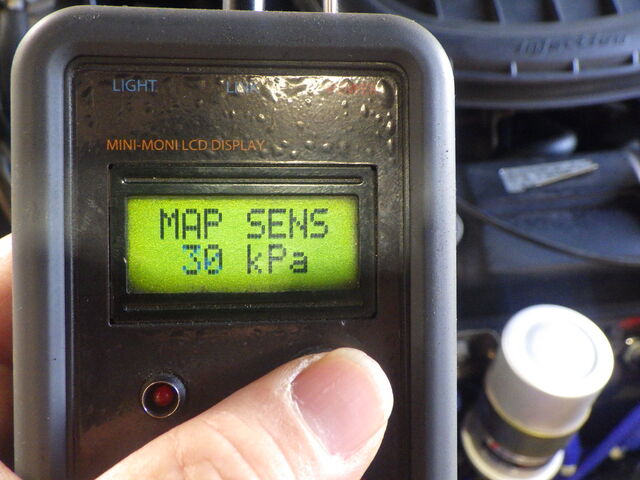 LIGHT
MINI-MONI LCD DISPLAY
MAP SENS
30 kPa